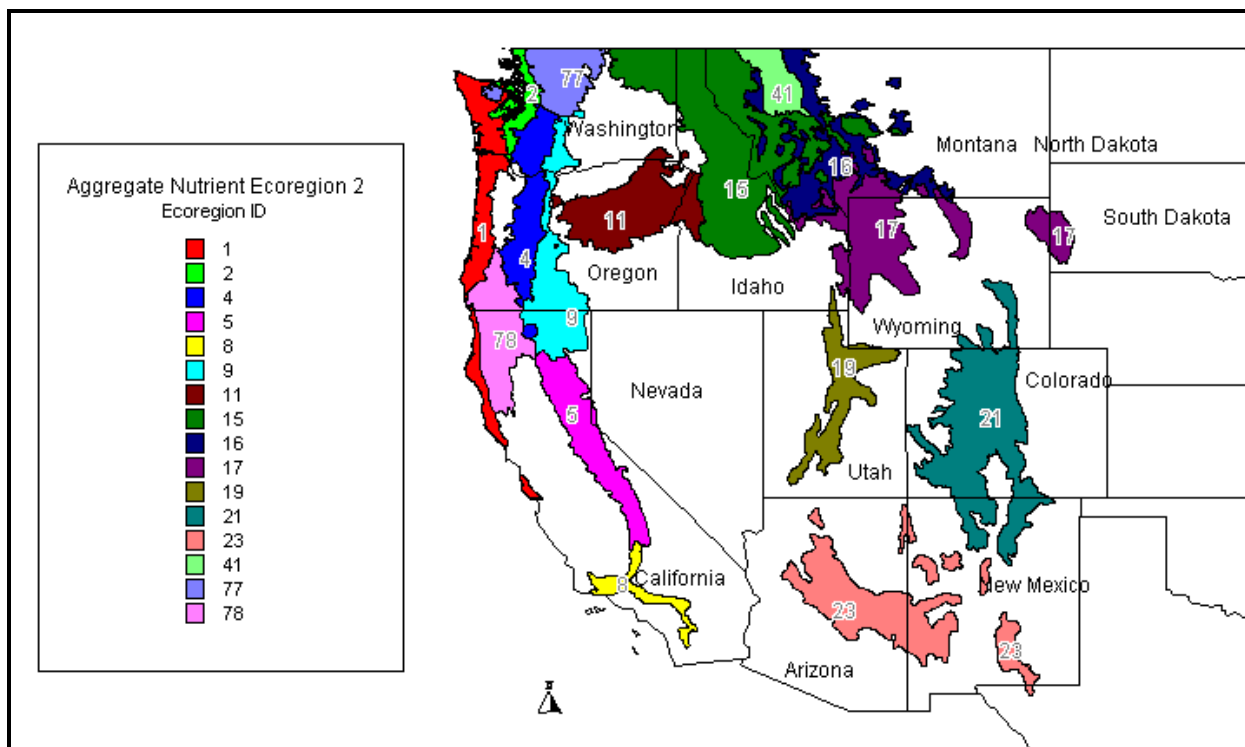 Aggregate Nutrient Ecoregion 2
Ecoregion ID
1
2
4
5
8
9
11
15
16
17
19
21
23
41
77
78
77
2
41
Washington
Montana
North Dakota
16
15
South Dakota
1
11
17
17
4
Oregon
Idaho
9
Wyoming
78
19
Colorado
Nevada
5
21
Utah
8
California
New Mexico
23
23
Arizona